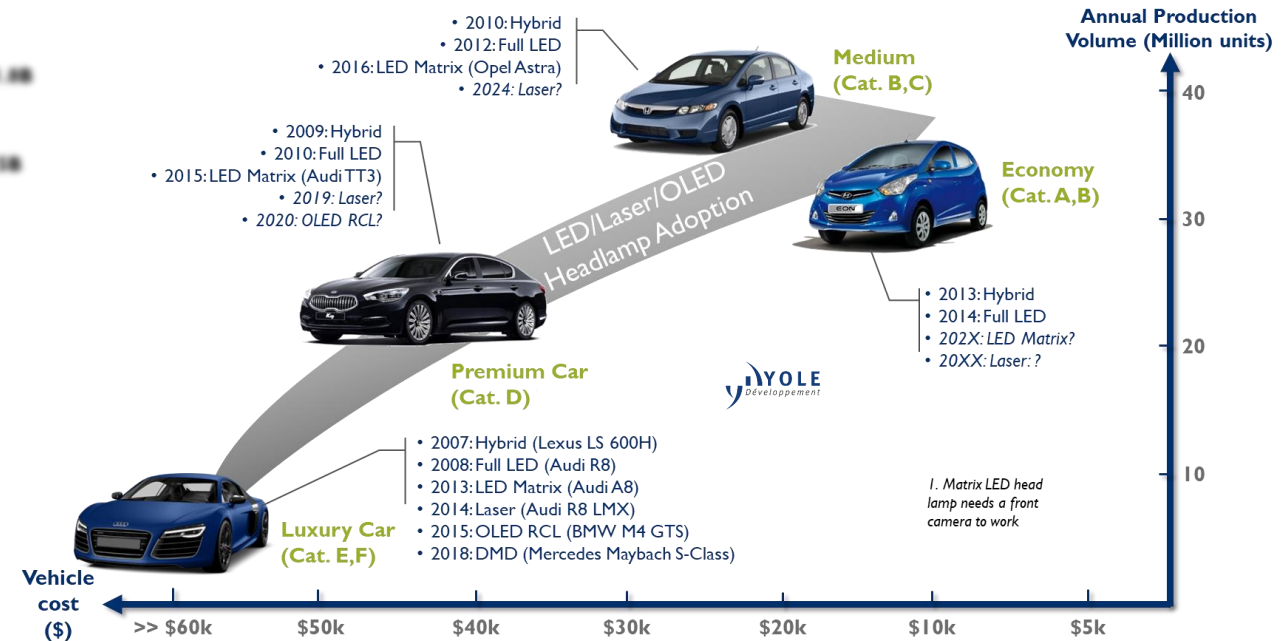 Annual Production
Volume (Million units)
• 2010: Hybrid
• 2012: Full LED
• 2016: LED Matrix (Opel Astra)
• 2024: Laser?
Medium
(Cat. B,C)
40
• 2009: Hybrid
• 2010: Full LED
• 2015: LED Matrix (Audi TT3)
• 2019: Laser?
• 2020: OLED RCL?
Economy
(Cat. A,B)
EON
30
LED/Laser/OLED
Headlamp Adoption
• 2013: Hybrid
• 2014: Full LED
• 202X: LED Matrix?
• 20XX: Laser: ?
20
K9
Premium Car
(Cat. D)
YOLE
Développement
• 2007: Hybrid (Lexus LS 600H)
• 2008: Full LED (Audi R8)
• 2013: LED Matrix (Audi A8)
• 2014: Laser (Audi R8 LMX)
• 2015: OLED RCL (BMW M4 GTS)
• 2018: DMD (Mercedes Maybach S-Class)
10
1. Matrix LED head
lamp needs a front
camera to work
Luxury Car
(Cat. E,F)
Vehicle
cost
($)
>> $60k
$50k
$40k
$30k
$20k
$10k
$5k